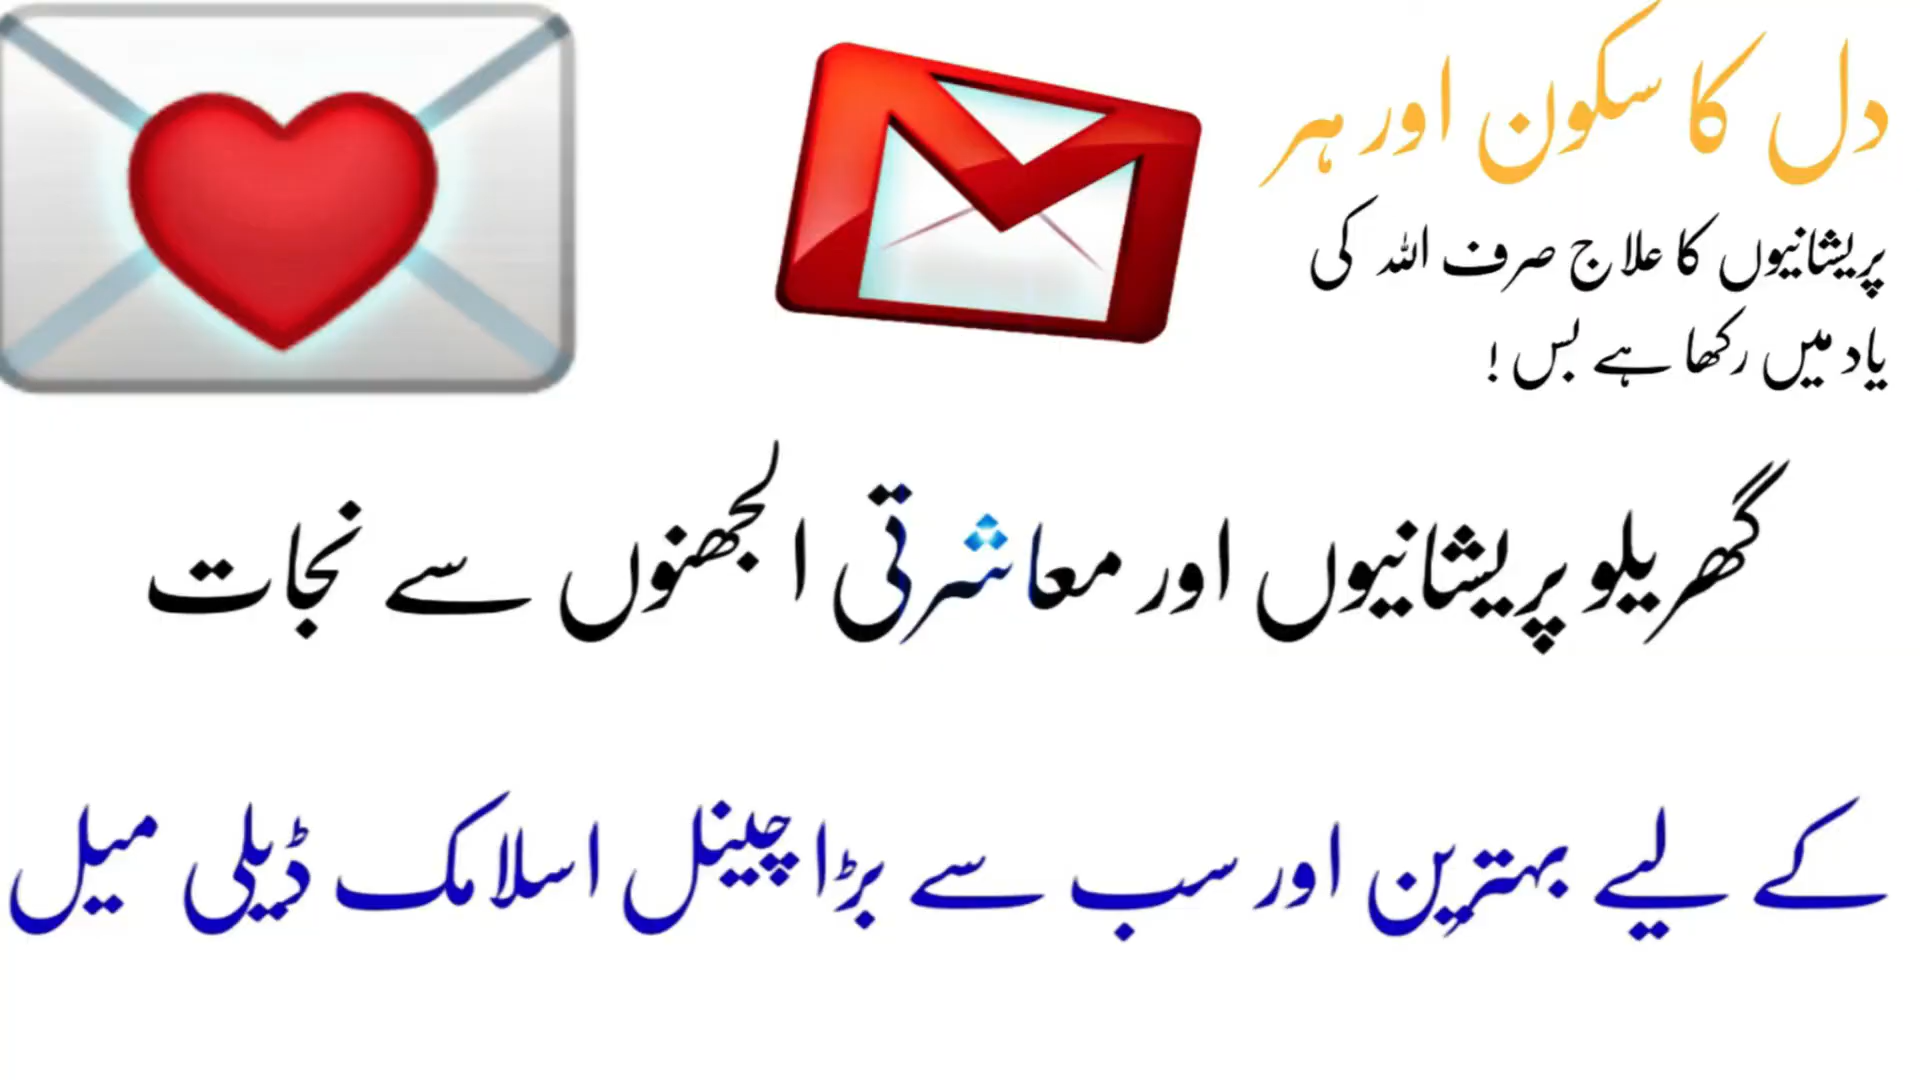 دل کا سکون اور ہر
پریشانیوں کا علاج صرف اللہ کی
یاد میں رکھا ہے بس !
گھریلو پریشانیوں اور معاشرتی الجھنوں سے نجات
کے لیے بہترین اور سب سے بڑا چینل اسلامک ڈیلی میل